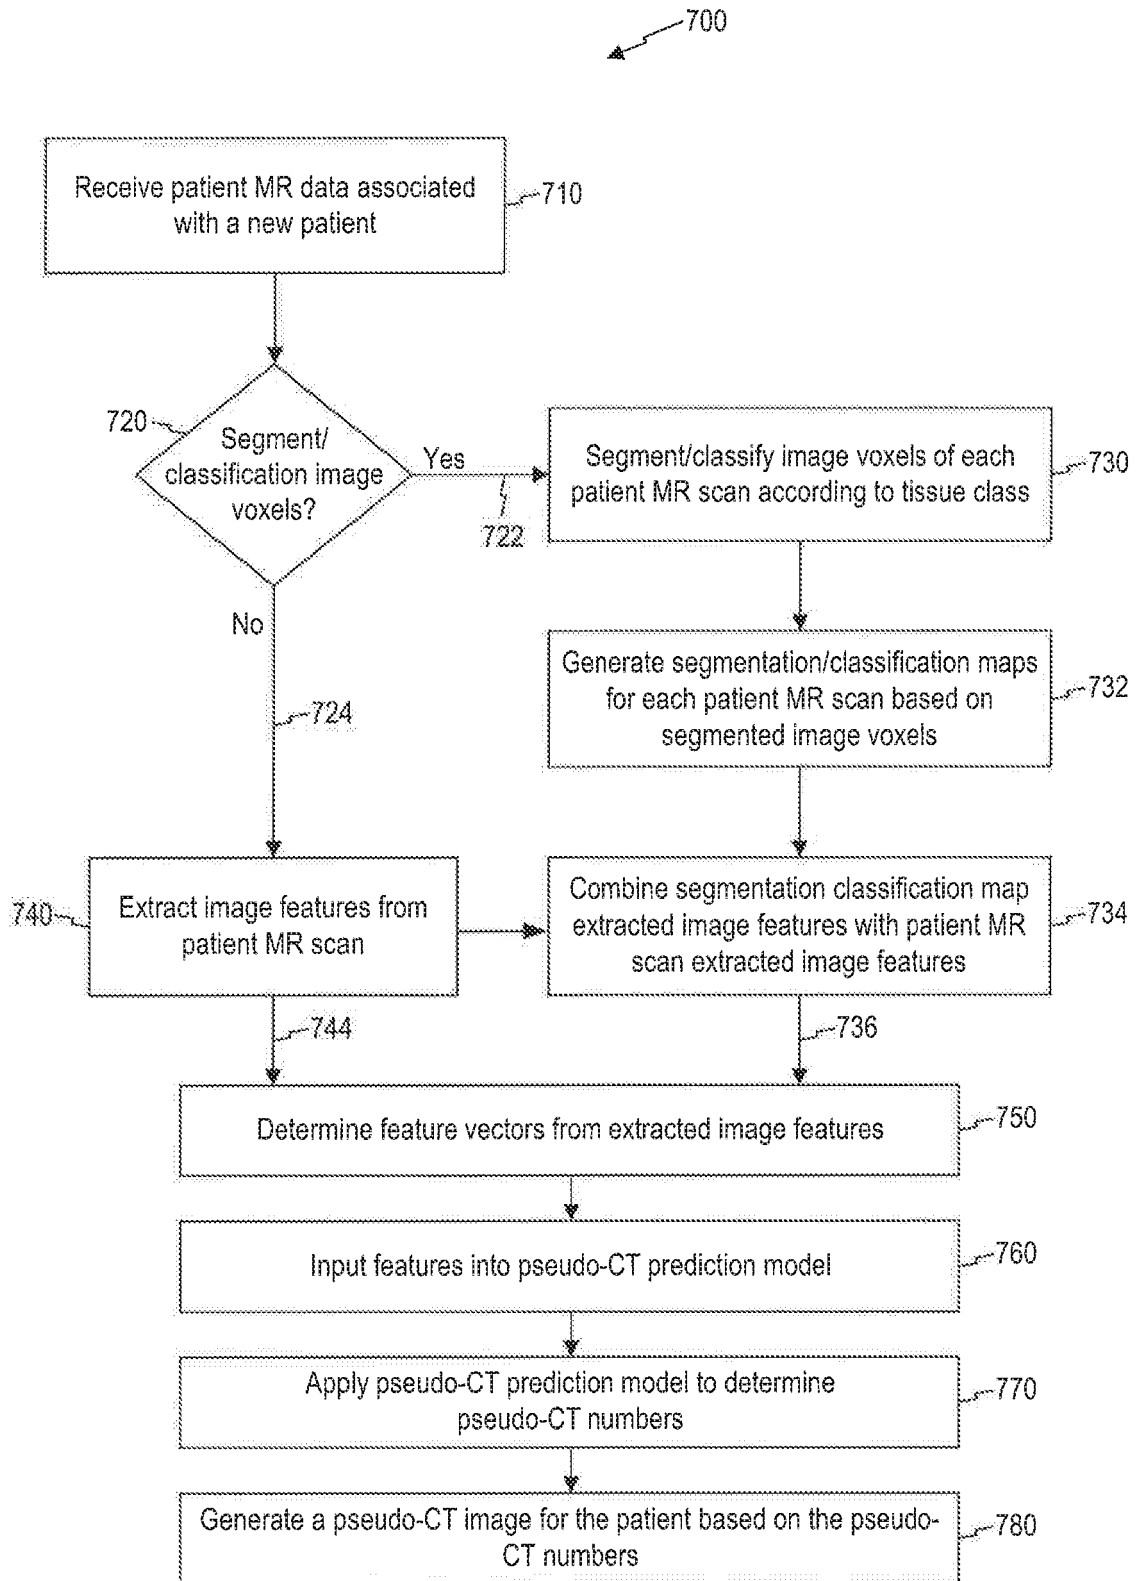 700
Receive patient MR data associated
with a new patient
710
720
Segment/
classification image
voxels?
Yes
722
Segment/classify image voxels of each
patient MR scan according to tissue class
730
No
724
Generate segmentation/classification maps
for each patient MR scan based on
segmented image voxels
732
740
Extract image features from
patient MR scan
Combine segmentation classification map
extracted image features with patient MR
scan extracted image features
734
744
736
Determine feature vectors from extracted image features
750
Input features into pseudo-CT prediction model
760
Apply pseudo-CT prediction model to determine
pseudo-CT numbers
770
Generate a pseudo-CT image for the patient based on the pseudo-
CT numbers
780